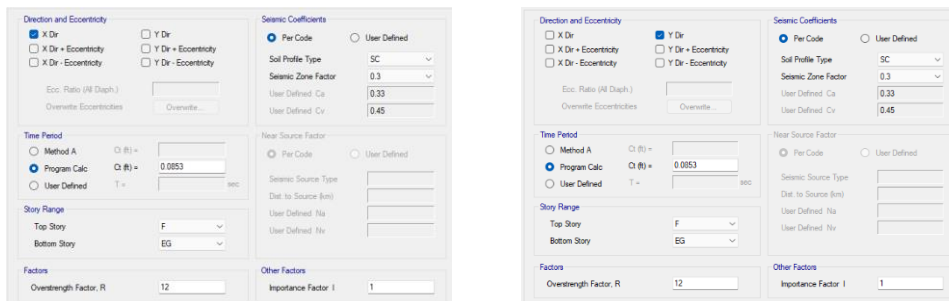 Direction and Eccentricity
X Dir
Y Dir
X Dir + Eccentricity
Y Dir + Eccentricity
X Dir - Eccentricity
Y Dir - Eccentricity
Ecc. Ratio (All Diaph.)
Overwrite Eccentricities
Overwrite...
Time Period
Method A
Ct (ft) =
Program Calc
Ct (ft) =
0.0853
User Defined
T =
sec
Story Range
Top Story
F
Bottom Story
EG
Factors
Overstrength Factor, R
12
Seismic Coefficients
Per Code
User Defined
Soil Profile Type
SC
Seismic Zone Factor
0.3
User Defined Ca
0.33
User Defined Cv
0.45
Near Source Factor
Per Code
User Defined
Seismic Source Type
Dist. to Source (km)
User Defined Na
User Defined Nv
Other Factors
Importance Factor I
1
Direction and Eccentricity
X Dir
Y Dir
X Dir + Eccentricity
Y Dir + Eccentricity
X Dir - Eccentricity
Y Dir - Eccentricity
Ecc. Ratio (All Diaph.)
Overwrite Eccentricities
Overwrite...
Time Period
Method A
Ct (ft) =
Program Calc
Ct (ft) =
0.0853
User Defined
T =
sec
Story Range
Top Story
F
Bottom Story
EG
Factors
Overstrength Factor, R
12
Seismic Coefficients
Per Code
User Defined
Soil Profile Type
SC
Seismic Zone Factor
0.3
User Defined Ca
0.33
User Defined Cv
0.45
Near Source Factor
Per Code
User Defined
Seismic Source Type
Dist. to Source (km)
User Defined Na
User Defined Nv
Other Factors
Importance Factor I
1